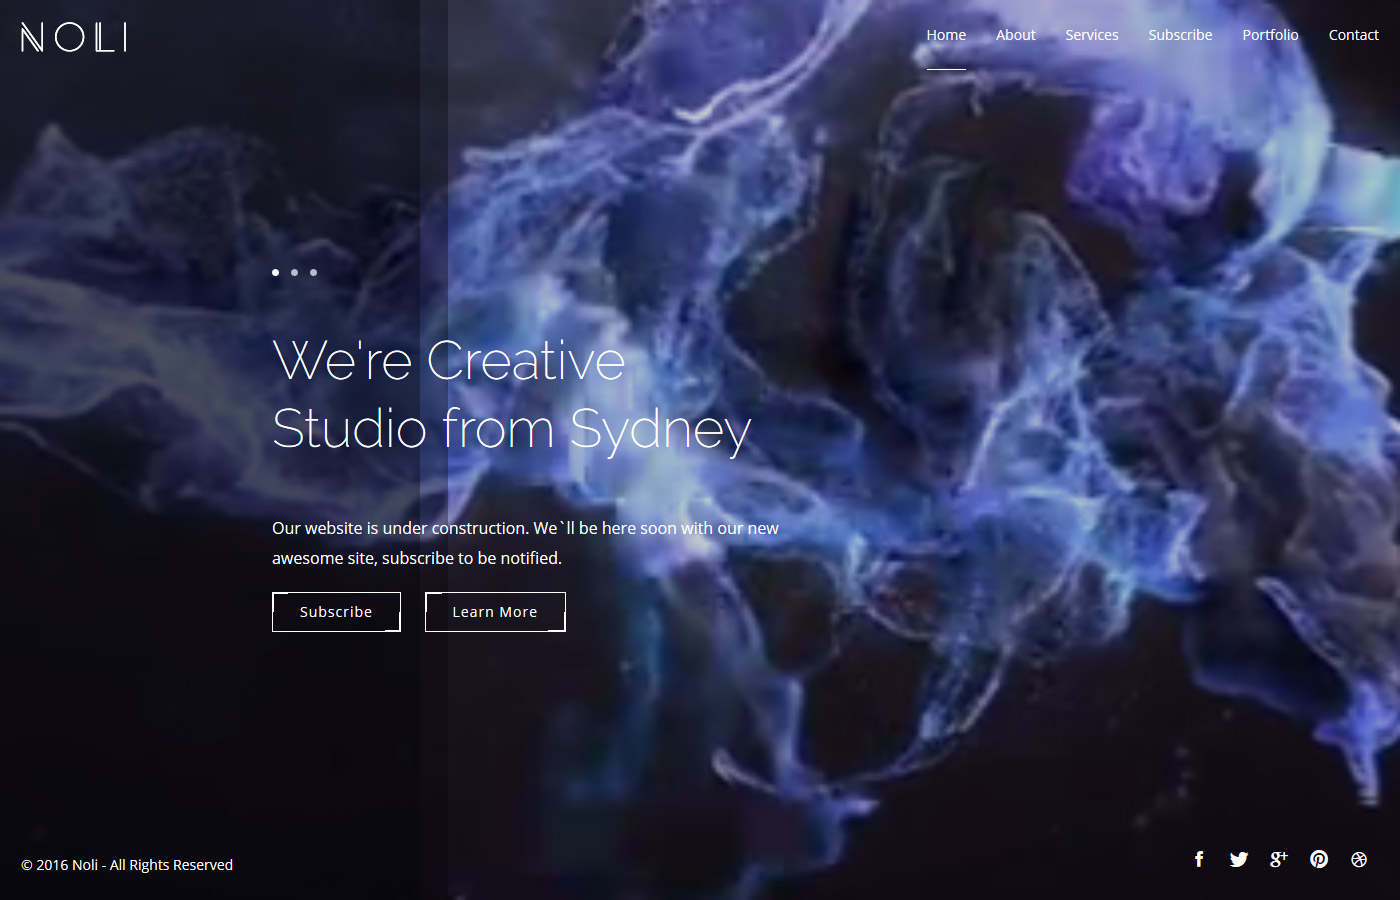 NOLI
Home About Services Subscribe Portfolio Contact
We're Creative
Studio from Sydney
Our website is under construction. We`ll be here soon with our new
awesome site, subscribe to be notified.
Subscribe Learn More
© 2016 Noli - All Rights Reserved